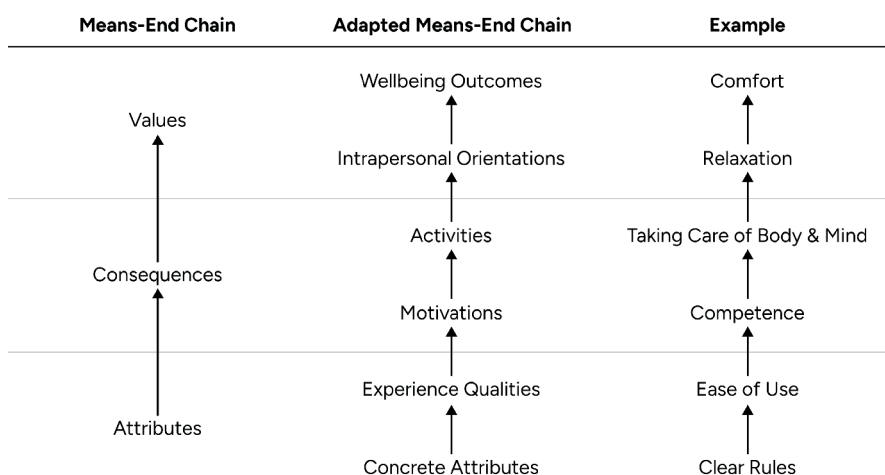 Means-End Chain Adapted Means-End Chain Example
Wellbeing Outcomes Comfort
Values
Intrapersonal Orientations Relaxation
Activities Taking Care of Body & Mind
Consequences
Motivations Competence
Experience Qualities Ease of Use
Attributes
Concrete Attributes Clear Rules